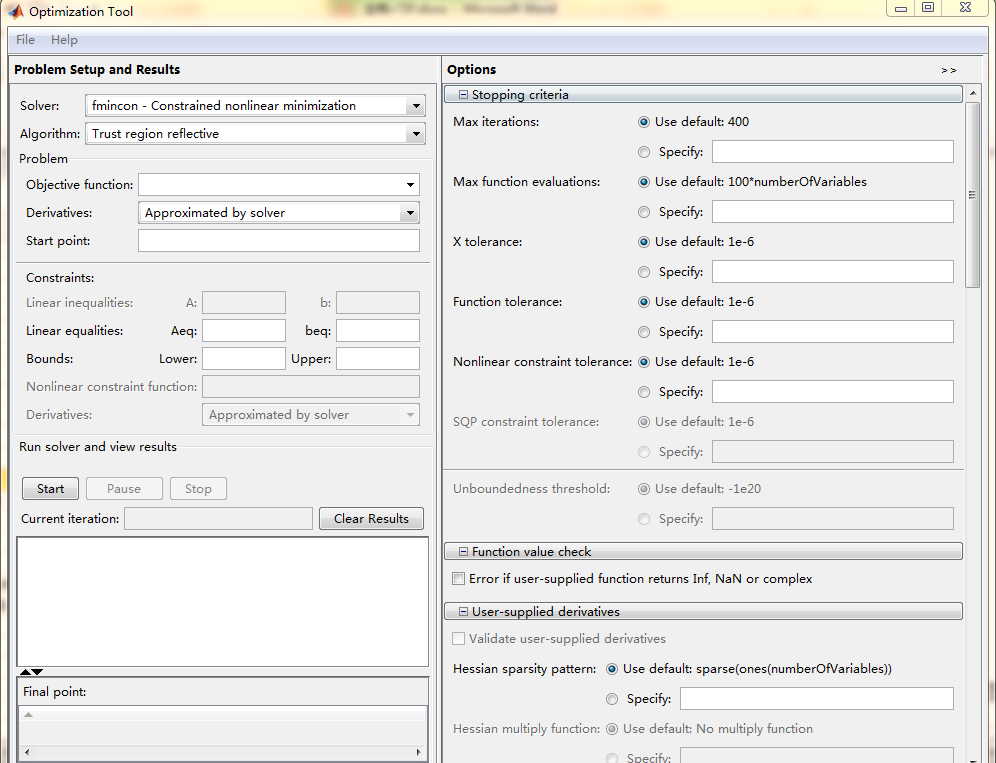 Optimization Tool
File Help
Problem Setup and Results
Solver: fmincon - Constrained nonlinear minimization
Algorithm: Trust region reflective
Problem
Objective function:
Derivatives: Approximated by solver
Start point:
Constraints:
Linear inequalities: A: b:
Linear equalities: Aeq: beq:
Bounds: Lower: Upper:
Nonlinear constraint function:
Derivatives: Approximated by solver
Run solver and view results
Start Pause Stop
Current iteration: Clear Results
Final point:
Options >>
Stopping criteria
Max iterations: Use default: 400
Specify:
Max function evaluations: Use default: 100*numberOfVariables
Specify:
X tolerance: Use default: 1e-6
Specify:
Function tolerance: Use default: 1e-6
Specify:
Nonlinear constraint tolerance: Use default: 1e-6
Specify:
SQP constraint tolerance: Use default: 1e-6
Specify:
Unboundedness threshold: Use default: -1e20
Specify:
Function value check
Error if user-supplied function returns Inf, NaN or complex
User-supplied derivatives
Validate user-supplied derivatives
Hessian sparsity pattern: Use default: sparse(ones(numberOfVariables))
Specify:
Hessian multiply function: Use default: No multiply function
Specify: